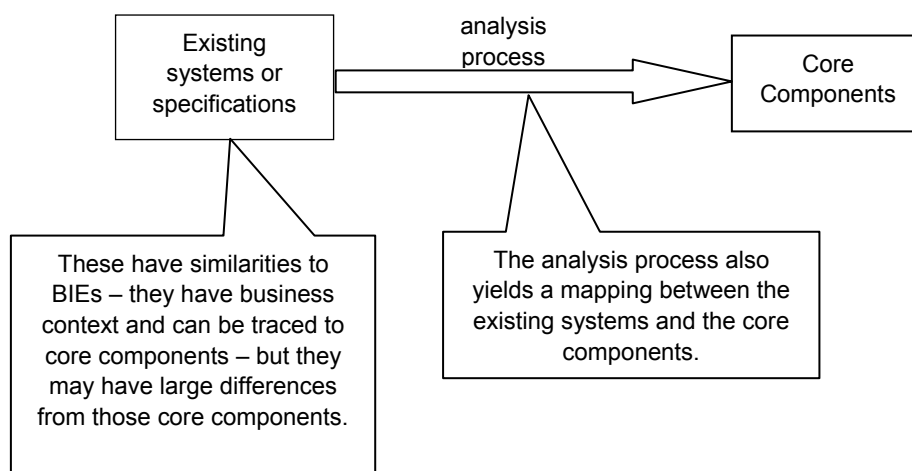 Existing
systems or
specifications
analysis
process
Core
Components
These have similarities to
BIEs – they have business
context and can be traced to
core components – but they
may have large differences
from those core components.
The analysis process also
yields a mapping between the
existing systems and the core
components.